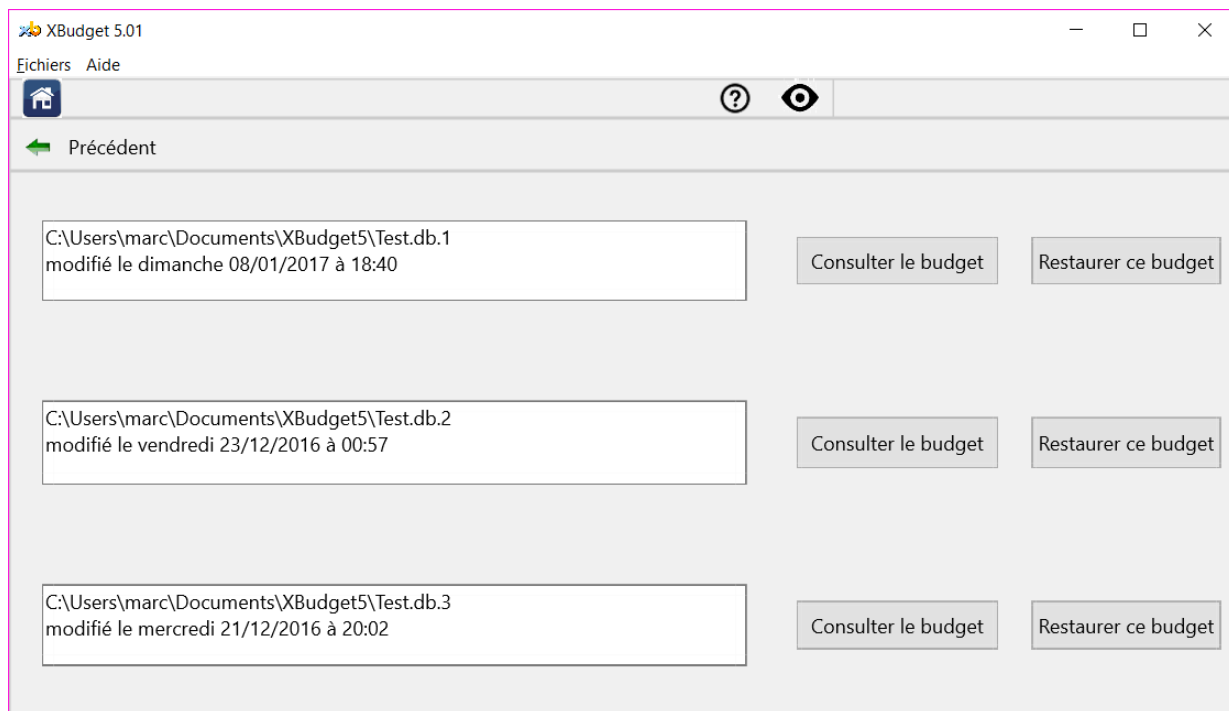 XBudget 5.01
Fichiers Aide
Précédent
C:\Users\marc\Documents\XBudget5\Test.db.1
modifié le dimanche 08/01/2017 à 18:40
Consulter le budget
Restaurer ce budget
C:\Users\marc\Documents\XBudget5\Test.db.2
modifié le vendredi 23/12/2016 à 00:57
Consulter le budget
Restaurer ce budget
C:\Users\marc\Documents\XBudget5\Test.db.3
modifié le mercredi 21/12/2016 à 20:02
Consulter le budget
Restaurer ce budget